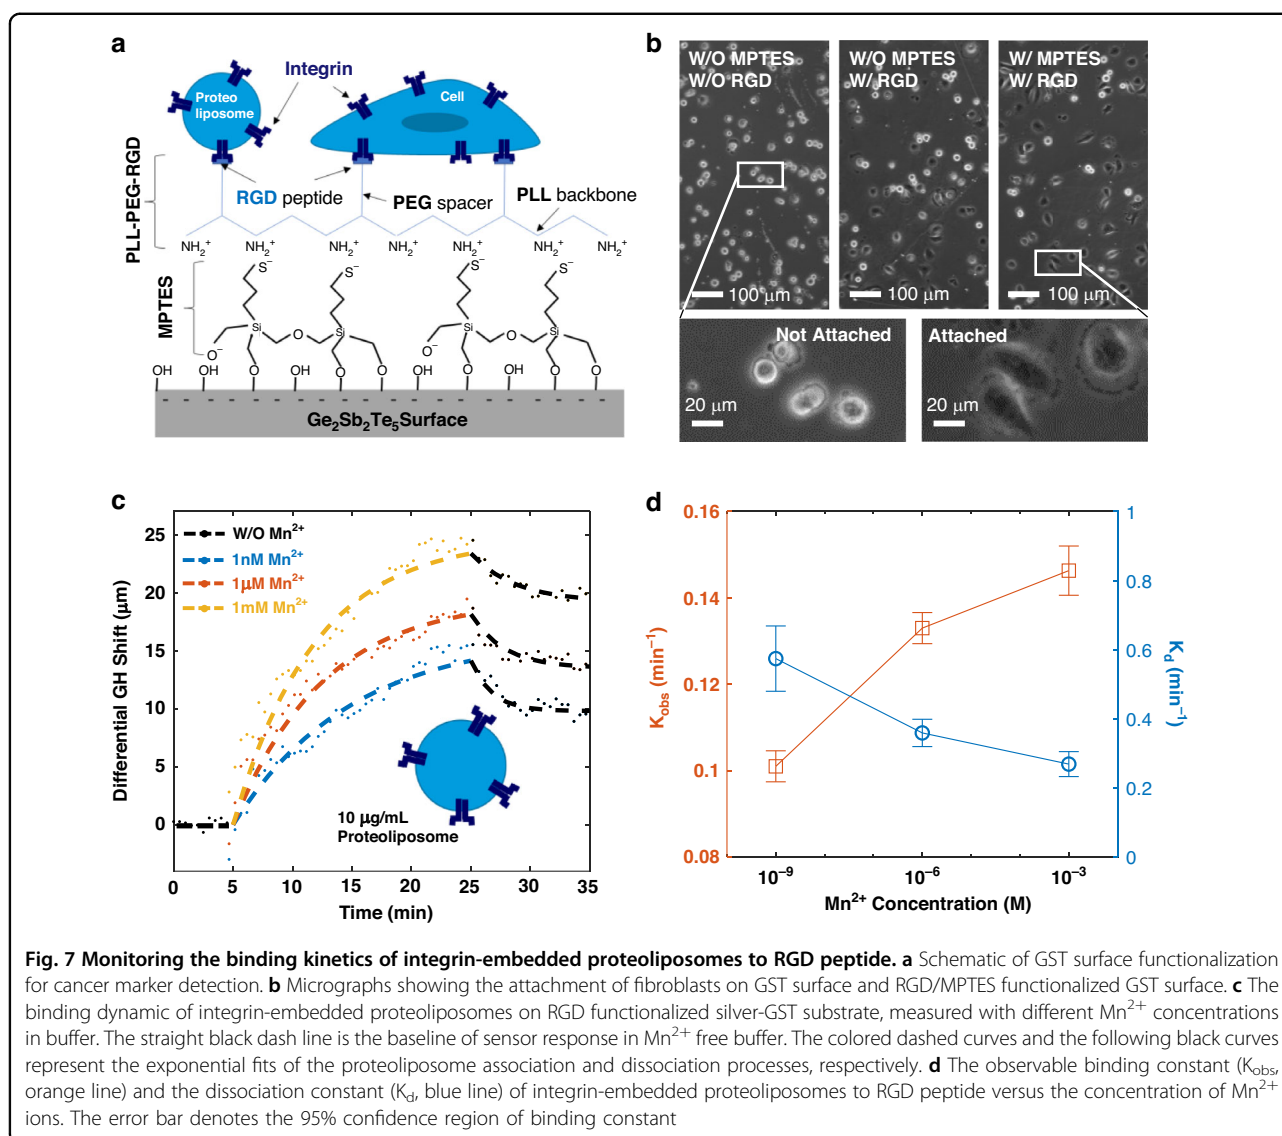 a
Integrin
Proteo
liposome
Cell
PLL-PEG-RGD
RGD peptide
PEG spacer
PLL backbone
NH₂⁺ NH₂⁺ NH₂⁺ NH₂⁺ NH₂⁺ NH₂⁺ NH₂⁺
MPTES
S⁻ S⁻ S⁻ S⁻
Si O Si Si O Si
O⁻ O⁻
OH OH O OH O O OH O OH O O
- - - - - - - - - - - - - - - - - - -
Ge₂Sb₂Te₅Surface
b
W/O MPTES
W/O RGD
100 μm
W/O MPTES
W/ RGD
100 μm
W/ MPTES
W/ RGD
100 μm
Not Attached
20 μm
Attached
20 μm
c
Differential GH Shift (μm)
25
20
15
10
5
0
W/O Mn²⁺
1nM Mn²⁺
1μM Mn²⁺
1mM Mn²⁺
10 μg/mL
Proteoliposome
0 5 10 15 20 25 30 35
Time (min)
d
K_obs (min⁻¹)
0.16
0.14
0.12
0.1
0.08
1
0.8
0.6
0.4
0.2
0
K_d (min⁻¹)
10⁻⁹ 10⁻⁶ 10⁻³
Mn²⁺ Concentration (M)
Fig. 7 Monitoring the binding kinetics of integrin-embedded proteoliposomes to RGD peptide. a Schematic of GST surface functionalization
for cancer marker detection. b Micrographs showing the attachment of fibroblasts on GST surface and RGD/MPTES functionalized GST surface. c The
binding dynamic of integrin-embedded proteoliposomes on RGD functionalized silver-GST substrate, measured with different Mn²⁺ concentrations
in buffer. The straight black dash line is the baseline of sensor response in Mn²⁺ free buffer. The colored dashed curves and the following black curves
represent the exponential fits of the proteoliposome association and dissociation processes, respectively. d The observable binding constant (K_obs,
orange line) and the dissociation constant (K_d, blue line) of integrin-embedded proteoliposomes to RGD peptide versus the concentration of Mn²⁺
ions. The error bar denotes the 95% confidence region of binding constant